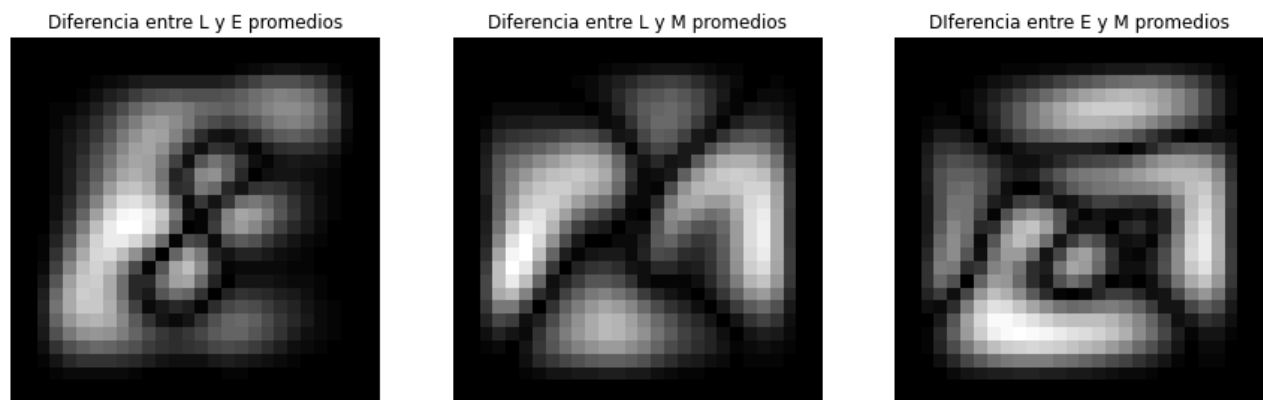 Diferencia entre L y E promedios
Diferencia entre L y M promedios
DIferencia entre E y M promedios